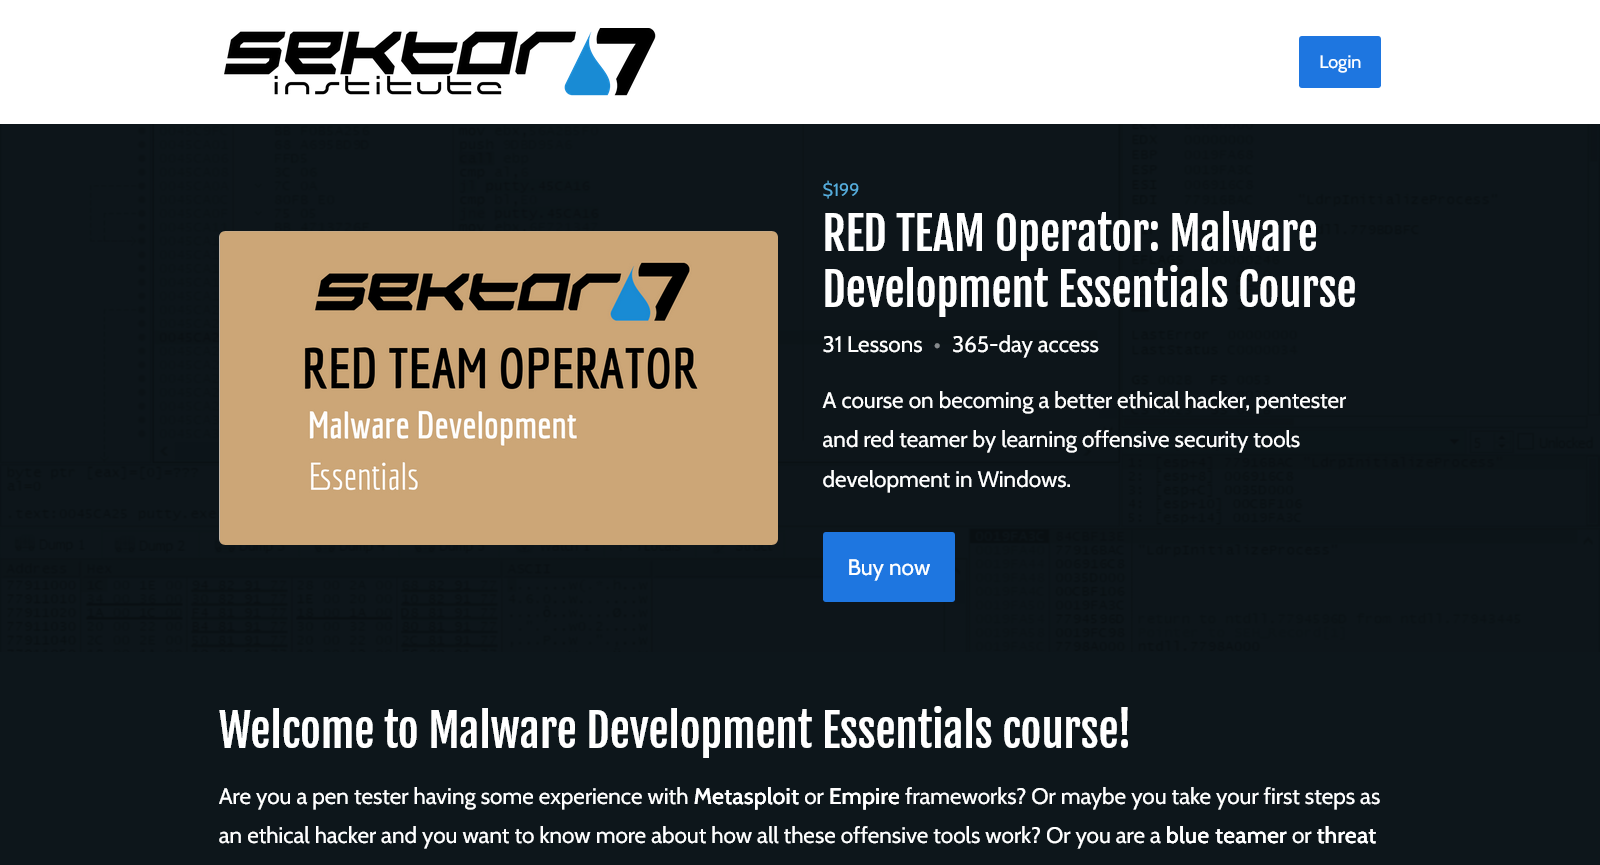 sektor7
institute
Login
$199
RED TEAM Operator: Malware
Development Essentials Course
31 Lessons • 365-day access
A course on becoming a better ethical hacker, pentester
and red teamer by learning offensive security tools
development in Windows.
Buy now
sektor7
RED TEAM OPERATOR
Malware Development
Essentials
Welcome to Malware Development Essentials course!
Are you a pen tester having some experience with Metasploit or Empire frameworks? Or maybe you take your first steps as
an ethical hacker and you want to know more about how all these offensive tools work? Or you are a blue teamer or threat